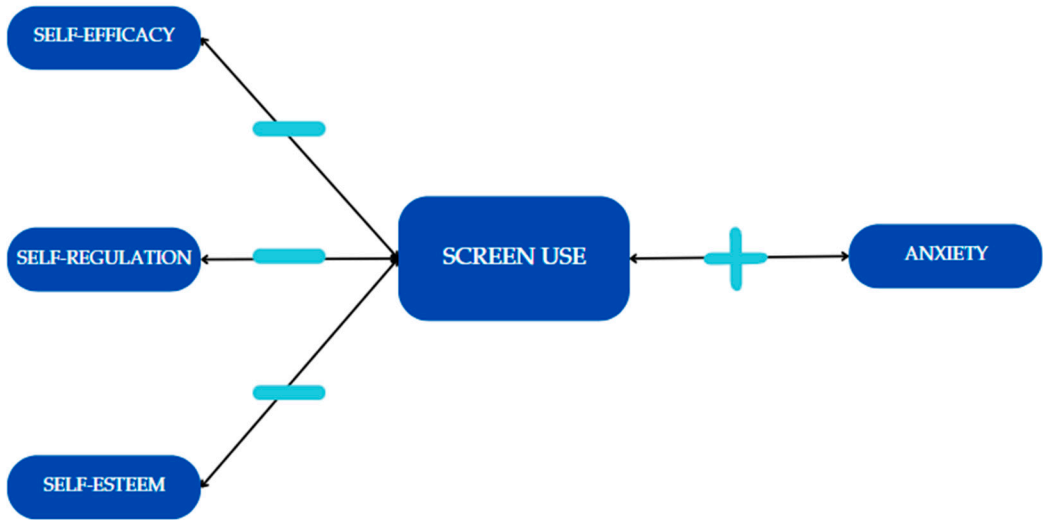 SELF-EFFICACY
SELF-REGULATION
SCREEN USE
ANXIETY
SELF-ESTEEM